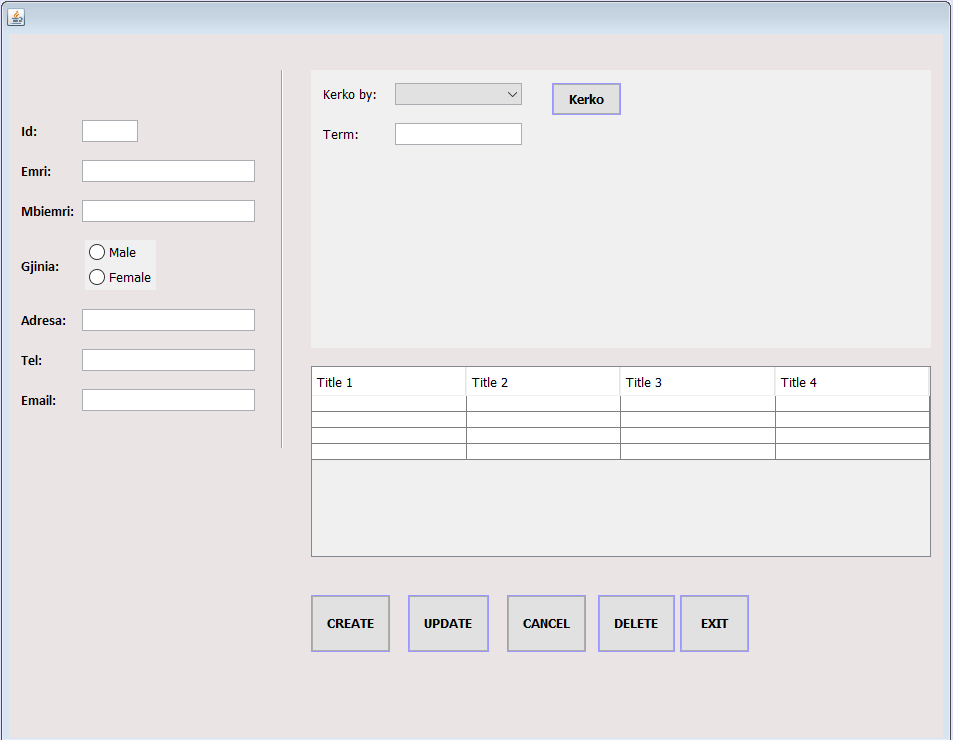 Id:
Emri:
Mbiemri:
Gjinia:
Male
Female
Adresa:
Tel:
Email:
Kerko by:
Kerko
Term:
Title 1 Title 2 Title 3 Title 4
CREATE UPDATE CANCEL DELETE EXIT